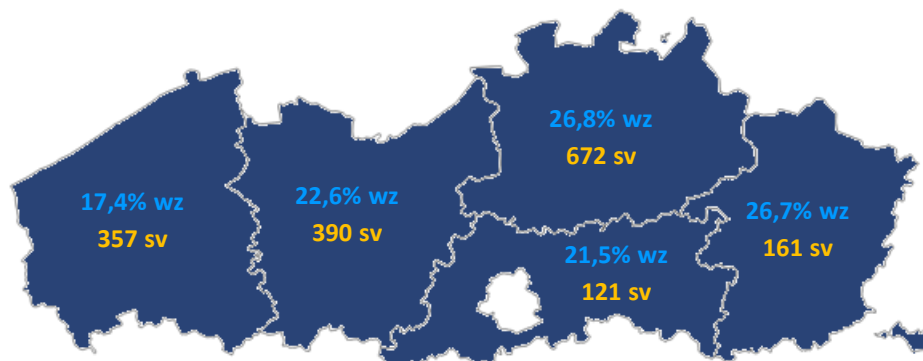 26,8% wz
672 sv
17,4% wz
357 sv
22,6% wz
390 sv
26,7% wz
161 sv
21,5% wz
121 sv